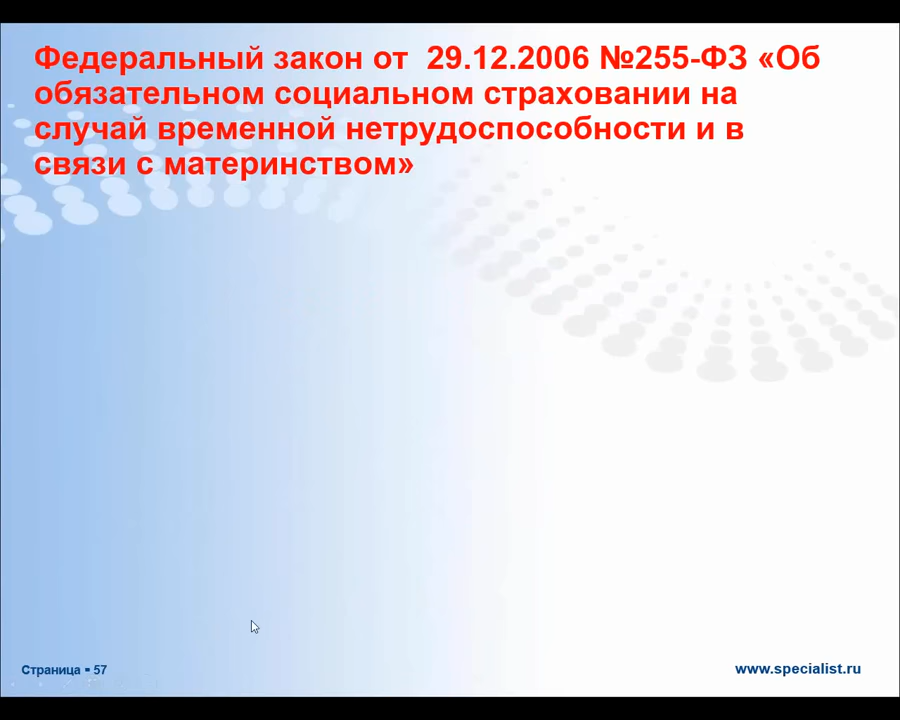 Федеральный закон от  29.12.2006 №255-ФЗ «Об
обязательном социальном страховании на
случай временной нетрудоспособности и в
связи с материнством»
Страница ▪ 57
www.specialist.ru